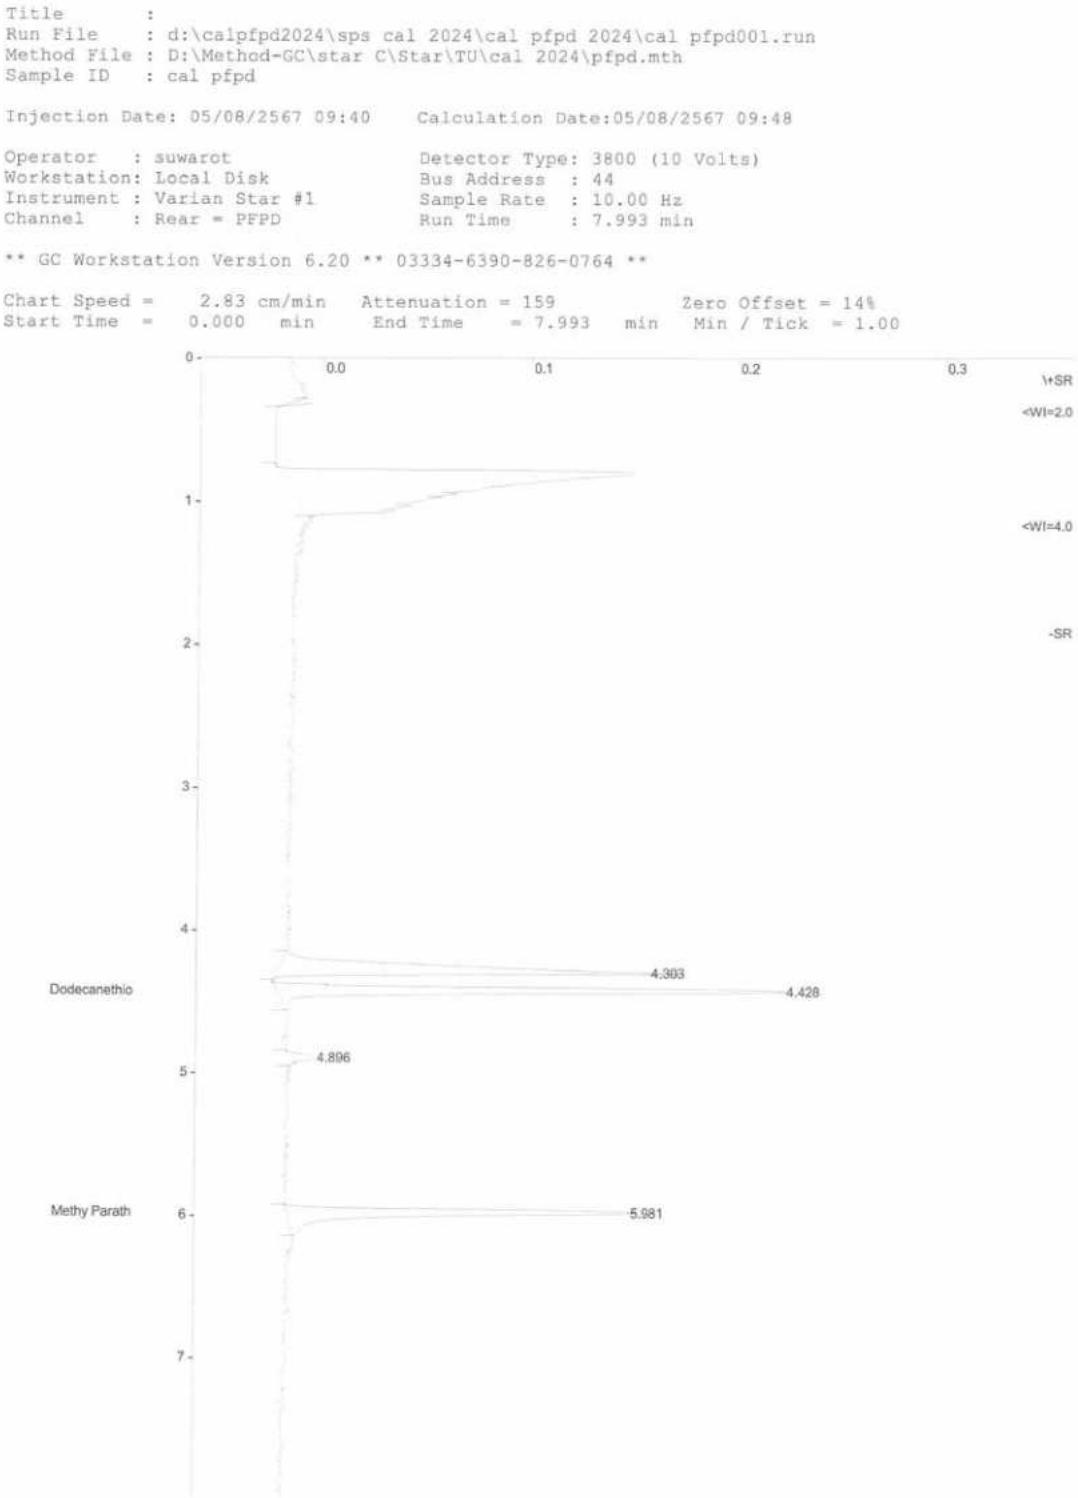 Title :
Run File : d:\calpfpd2024\sps cal 2024\cal pfpd 2024\cal pfpd001.run
Method File : D:\Method-GC\star C\Star\TU\cal 2024\pfpd.mth
Sample ID : cal pfpd
Injection Date: 05/08/2567 09:40 Calculation Date:05/08/2567 09:48
Operator : suwarot Detector Type: 3800 (10 Volts)
Workstation: Local Disk Bus Address : 44
Instrument : Varian Star #1 Sample Rate : 10.00 Hz
Channel : Rear = PFPD Run Time : 7.993 min
** GC Workstation Version 6.20 ** 03334-6390-826-0764 **
Chart Speed = 2.83 cm/min Attenuation = 159 Zero Offset = 14%
Start Time = 0.000 min End Time = 7.993 min Min / Tick = 1.00
0
0.0 0.1 0.2 0.3
\+SR
<WI=2.0
1
<WI=4.0
2
-SR
3
4
4.303
Dodecanethio 4.428
4.896
5
Methy Parath 6 5.981
7